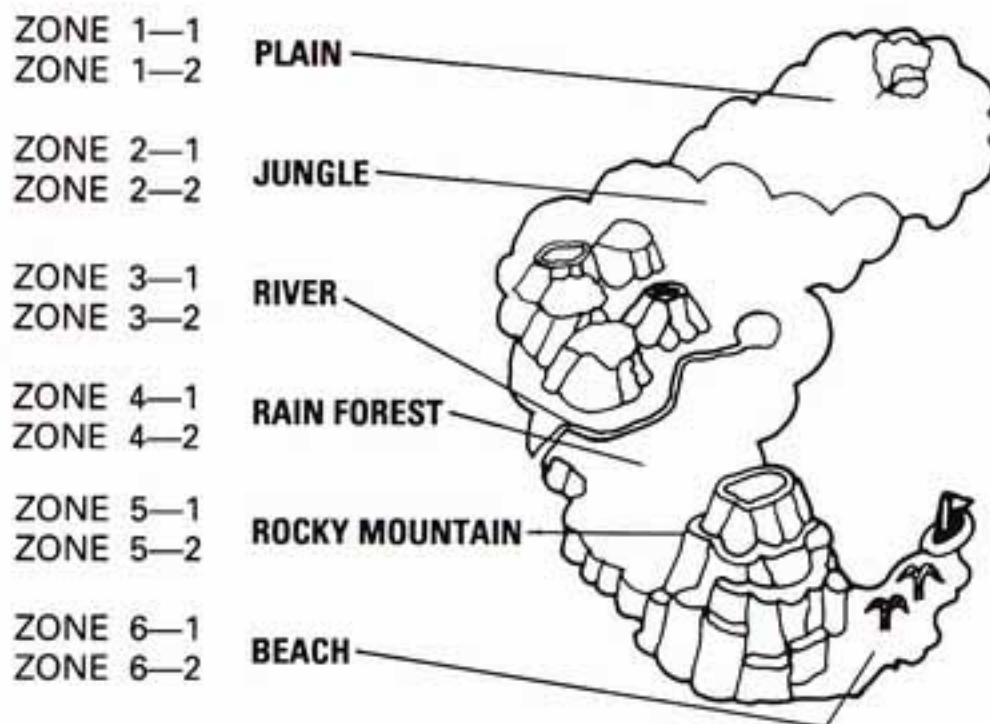 ZONE 1—1
ZONE 1—2
PLAIN
ZONE 2—1
ZONE 2—2
JUNGLE
ZONE 3—1
ZONE 3—2
RIVER
ZONE 4—1
ZONE 4—2
RAIN FOREST
ZONE 5—1
ZONE 5—2
ROCKY MOUNTAIN
ZONE 6—1
ZONE 6—2
BEACH